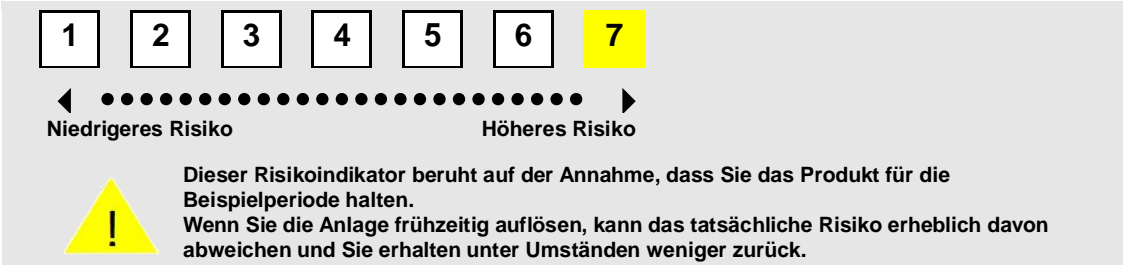 1 2 3 4 5 6 7
Niedrigeres Risiko Höheres Risiko
Dieser Risikoindikator beruht auf der Annahme, dass Sie das Produkt für die
Beispielperiode halten.
Wenn Sie die Anlage frühzeitig auflösen, kann das tatsächliche Risiko erheblich davon
abweichen und Sie erhalten unter Umständen weniger zurück.
!